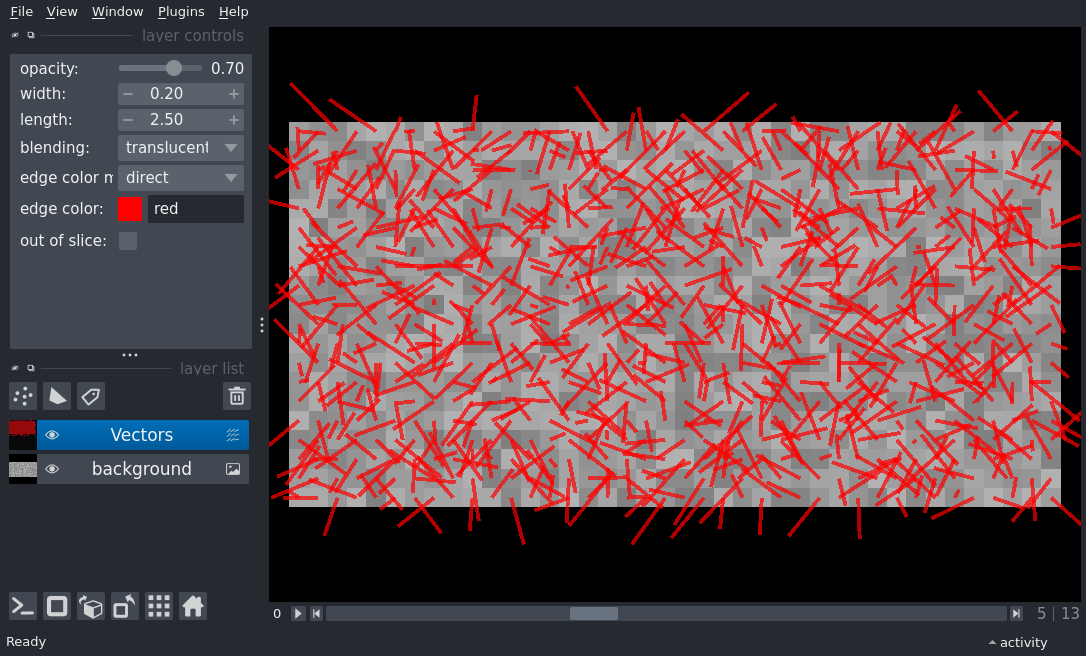 File View Window Plugins Help
layer controls
opacity: 0.70
width: 0.20
length: 2.50
blending: translucent
edge color m direct
edge color: red
out of slice:
layer list
Vectors
background
0 5 | 13
Ready activity